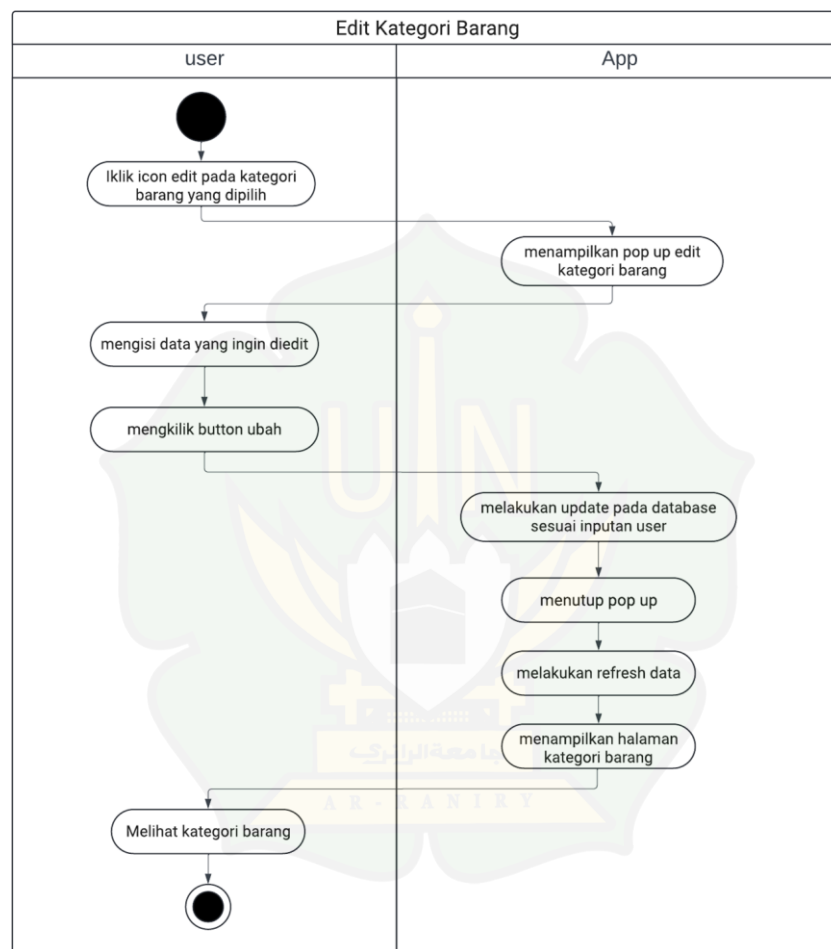 Edit Kategori Barang
user
App
Iklik icon edit pada kategori
barang yang dipilih
menampilkan pop up edit
kategori barang
mengisi data yang ingin diedit
mengkilik button ubah
melakukan update pada database
sesuai inputan user
menutup pop up
melakukan refresh data
menampilkan halaman
kategori barang
Melihat kategori barang
UIN
جامعةالرانري
AR-RANIRY